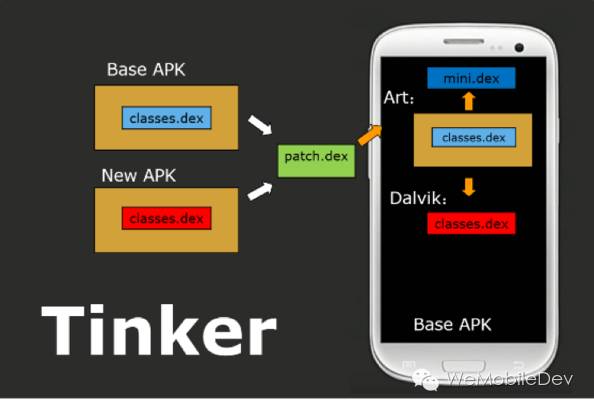 Base APK
classes.dex
New APK
classes.dex
patch.dex
Tinker
mini.dex
Art：
classes.dex
Dalvik：
classes.dex
Base APK
WeMobileDev